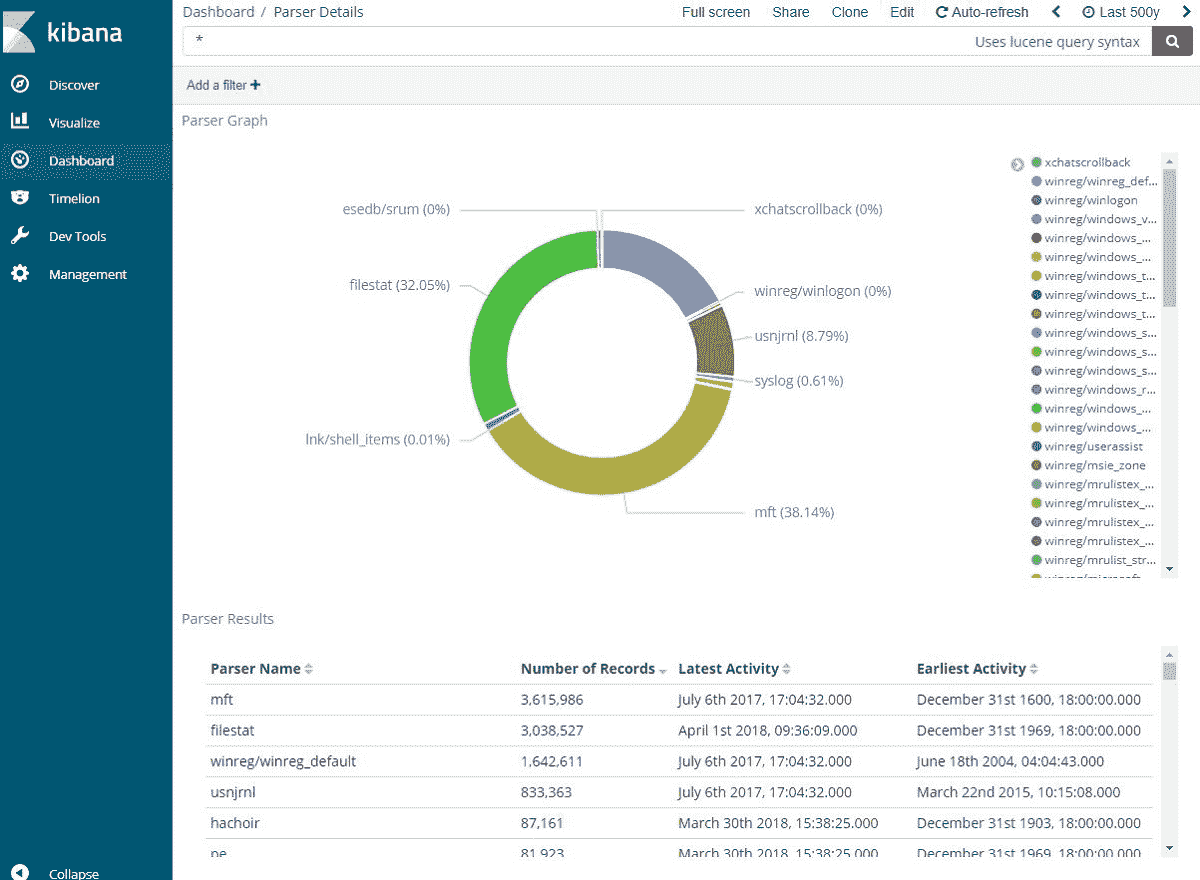 kibana
Discover
Visualize
Dashboard
Timelion
Dev Tools
Management
Collapse
Dashboard / Parser Details
Full screen Share Clone Edit Auto-refresh Last 500y
*
Uses lucene query syntax
Add a filter +
Parser Graph
esedb/srum (0%)
xchatscrollback (0%)
filestat (32.05%)
winreg/winlogon (0%)
usnjrnl (8.79%)
syslog (0.61%)
lnk/shell_items (0.01%)
mft (38.14%)
xchatscrollback
winreg/winreg_def...
winreg/winlogon
winreg/windows_v...
winreg/windows_...
winreg/windows_...
winreg/windows_t...
winreg/windows_t...
winreg/windows_t...
winreg/windows_s...
winreg/windows_s...
winreg/windows_s...
winreg/windows_r...
winreg/windows_...
winreg/windows_...
winreg/userassist
winreg/msie_zone
winreg/mrulistex_...
winreg/mrulistex_...
winreg/mrulistex_...
winreg/mrulistex_...
winreg/mrulist_str...
Parser Results
Parser Name Number of Records Latest Activity Earliest Activity
mft 3,615,986 July 6th 2017, 17:04:32.000 December 31st 1600, 18:00:00.000
filestat 3,038,527 April 1st 2018, 09:36:09.000 December 31st 1969, 18:00:00.000
winreg/winreg_default 1,642,611 July 6th 2017, 17:04:32.000 June 18th 2004, 04:04:43.000
usnjrnl 833,363 July 6th 2017, 17:04:32.000 March 22nd 2015, 10:15:08.000
hachoir 87,161 March 30th 2018, 15:38:25.000 December 31st 1903, 18:00:00.000
pe 81,923 March 30th 2018, 15:38:25.000 December 31st 1969, 18:00:00.000